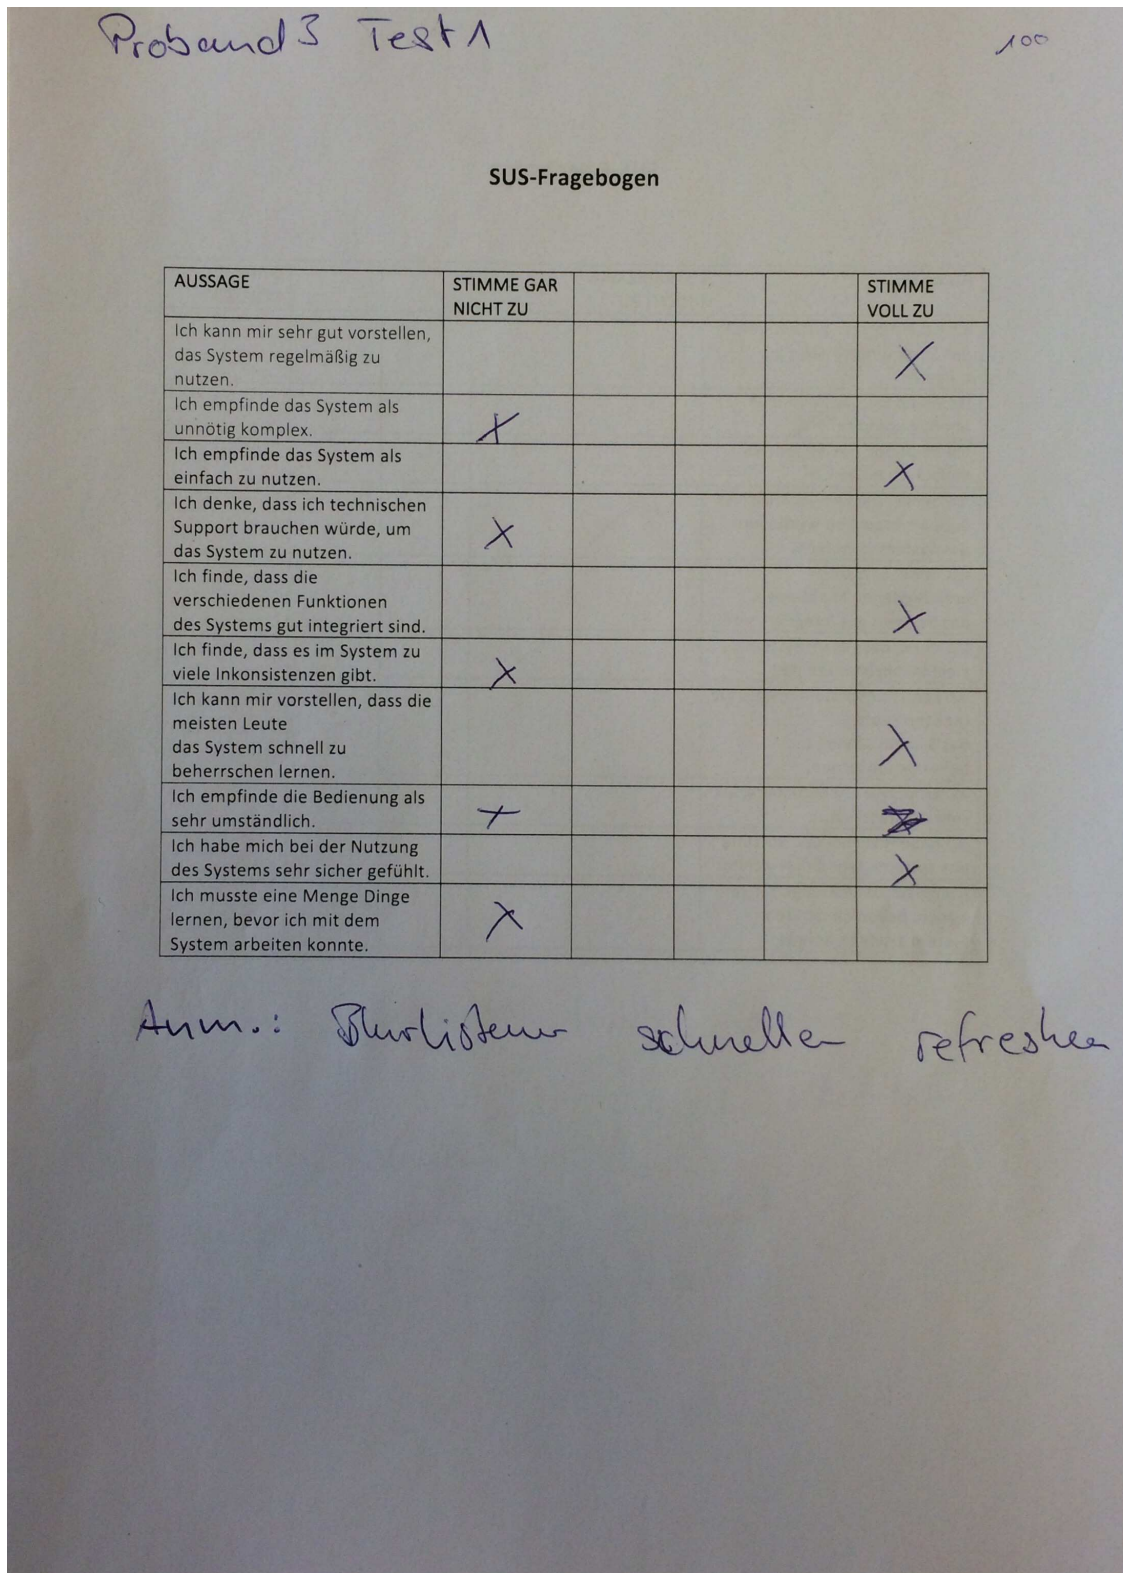 Proband 3 Test 1
100
SUS-Fragebogen
AUSSAGE
STIMME GAR
NICHT ZU
STIMME
VOLL ZU
Ich kann mir sehr gut vorstellen,
das System regelmäßig zu
nutzen.
X
Ich empfinde das System als
unnötig komplex.
X
Ich empfinde das System als
einfach zu nutzen.
X
Ich denke, dass ich technischen
Support brauchen würde, um
das System zu nutzen.
X
Ich finde, dass die
verschiedenen Funktionen
des Systems gut integriert sind.
X
Ich finde, dass es im System zu
viele Inkonsistenzen gibt.
X
Ich kann mir vorstellen, dass die
meisten Leute
das System schnell zu
beherrschen lernen.
X
Ich empfinde die Bedienung als
sehr umständlich.
X
Ich habe mich bei der Nutzung
des Systems sehr sicher gefühlt.
X
Ich musste eine Menge Dinge
lernen, bevor ich mit dem
System arbeiten konnte.
X
Anm.: Blurlistener schneller refreshen